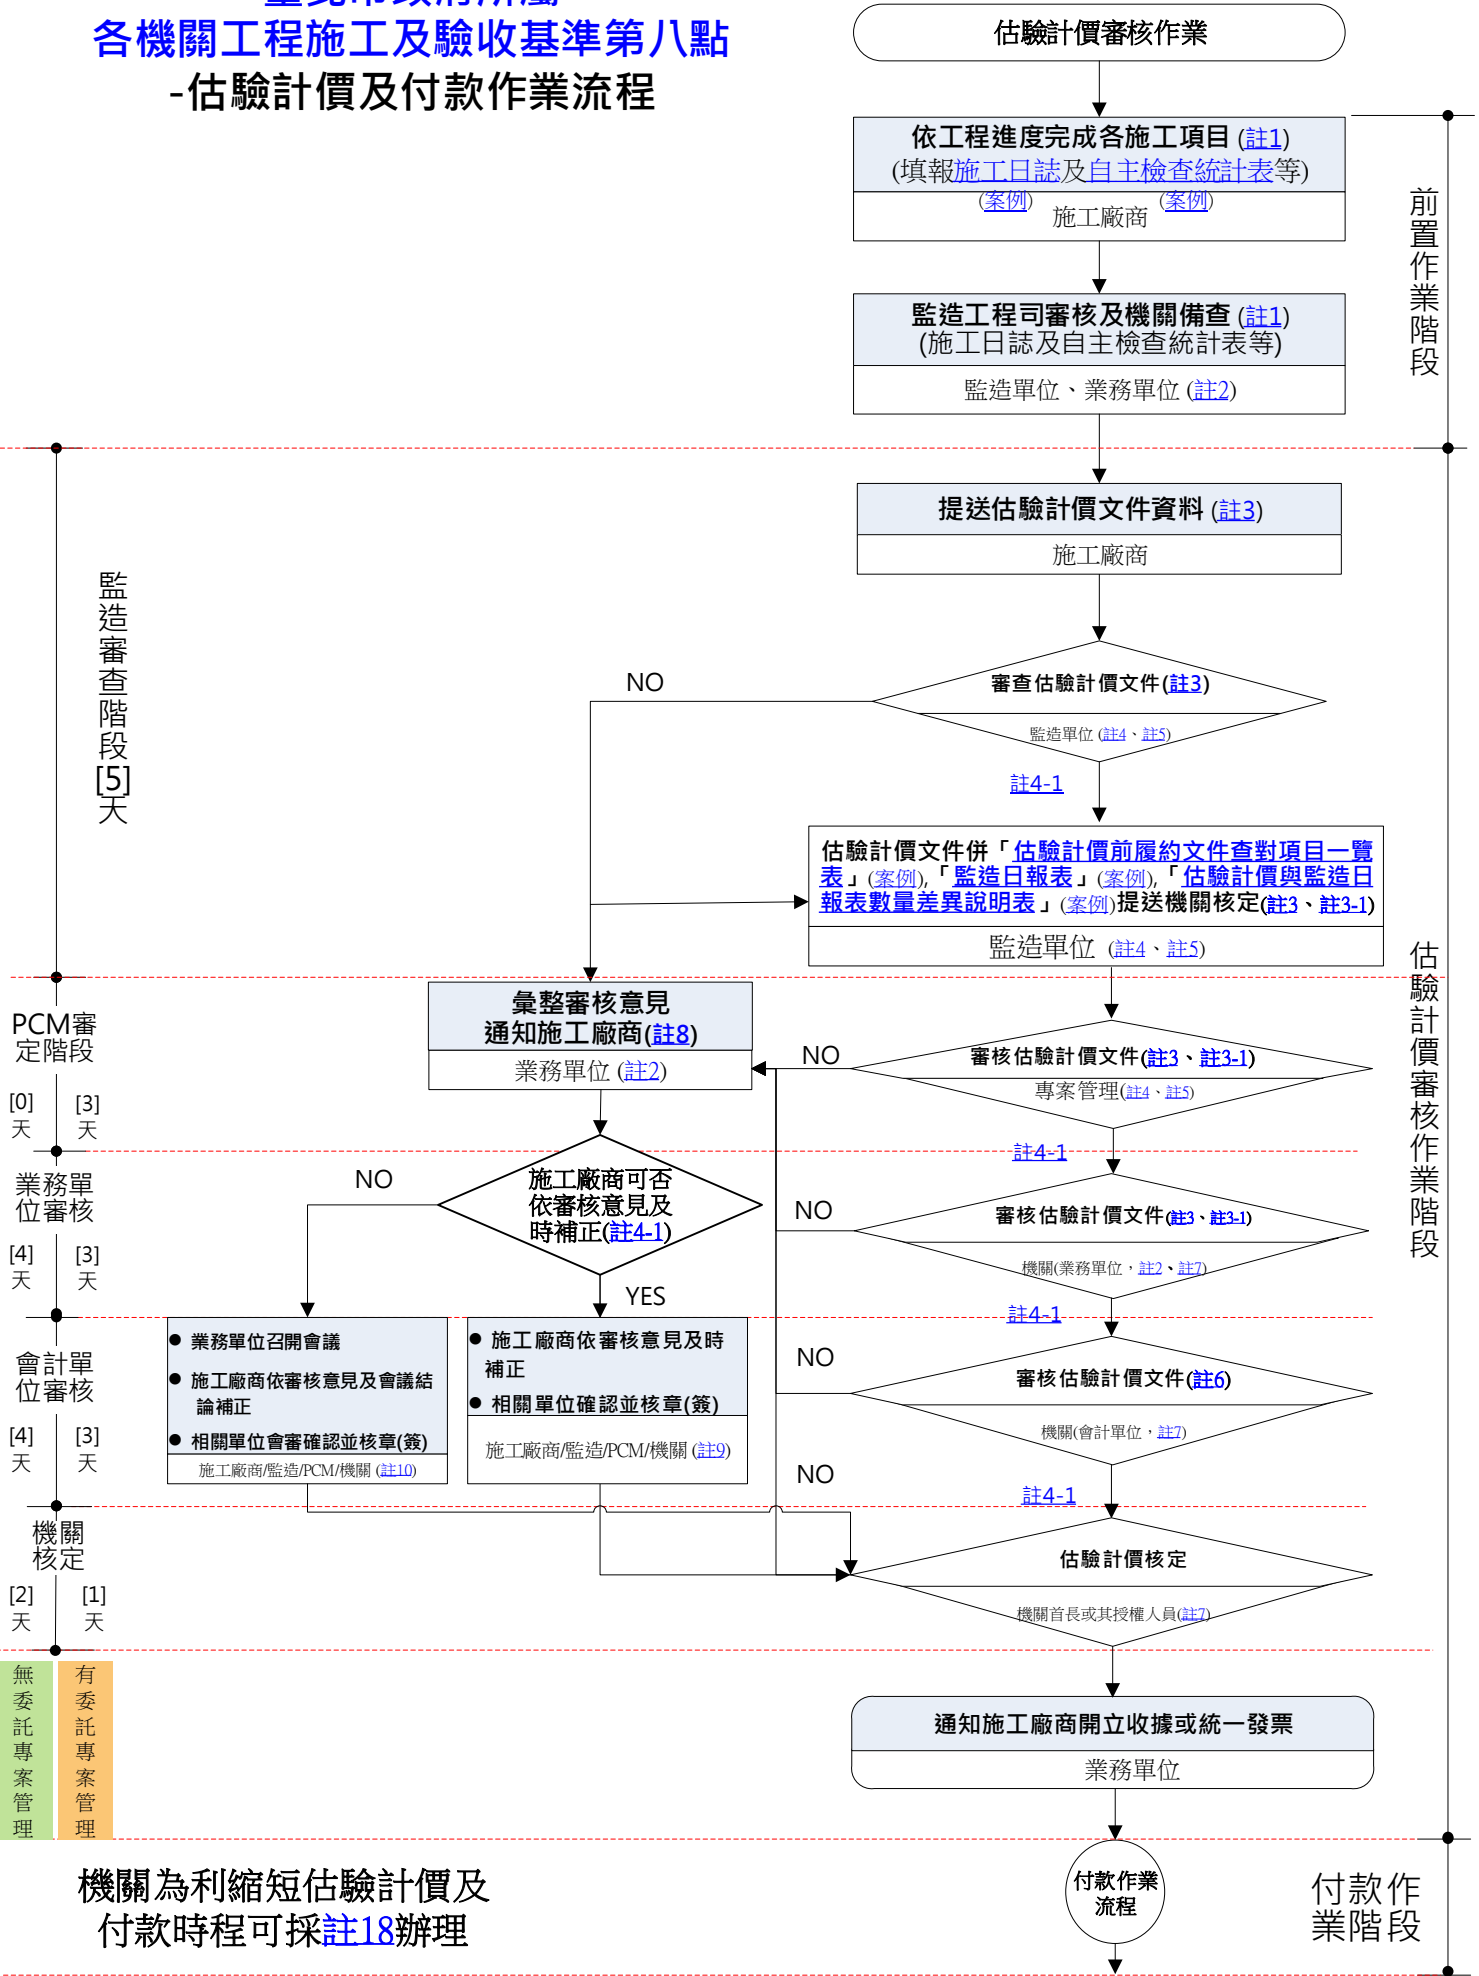 臺北市政府所屬
各機關工程施工及驗收基準第八點
-估驗計價及付款作業流程
估驗計價審核作業
依工程進度完成各施工項目 (註1)
(填報施工日誌及自主檢查統計表等)
(案例)
(案例)
施工廠商
監造工程司審核及機關備查 (註1)
(施工日誌及自主檢查統計表等)
監造單位、業務單位 (註2)
前置作業階段
提送估驗計價文件資料 (註3)
施工廠商
監造審查階段
[5]
天
NO
審查估驗計價文件(註3)
監造單位 (註4、註5)
註4-1
估驗計價文件併「估驗計價前履約文件查對項目一覽
表」(案例),「監造日報表」(案例),「估驗計價與監造日
報表數量差異說明表」(案例)提送機關核定(註3、註3-1)
監造單位 (註4、註5)
估驗計價審核作業階段
彙整審核意見
通知施工廠商(註8)
業務單位 (註2)
PCM審
定階段
[0]
天
[3]
天
NO
審核估驗計價文件(註3、註3-1)
專案管理(註4、註5)
註4-1
業務單
位審核
[4]
天
[3]
天
NO
施工廠商可否
依審核意見及
時補正(註4-1)
YES
NO
審核估驗計價文件(註3、註3-1)
機關(業務單位，註2、註7)
註4-1
會計單
位審核
[4]
天
[3]
天
● 業務單位召開會議
● 施工廠商依審核意見及會議結
論補正
● 相關單位會審確認並核章(簽)
施工廠商/監造/PCM/機關 (註10)
● 施工廠商依審核意見及時
補正
● 相關單位確認並核章(簽)
施工廠商/監造/PCM/機關 (註9)
NO
審核估驗計價文件(註6)
機關(會計單位，註7)
NO
註4-1
機關
核定
[2]
天
[1]
天
估驗計價核定
機關首長或其授權人員(註7)
無委託專案管理
有委託專案管理
通知施工廠商開立收據或統一發票
業務單位
機關為利縮短估驗計價及
付款時程可採註18辦理
付款作業
流程
付款作
業階段